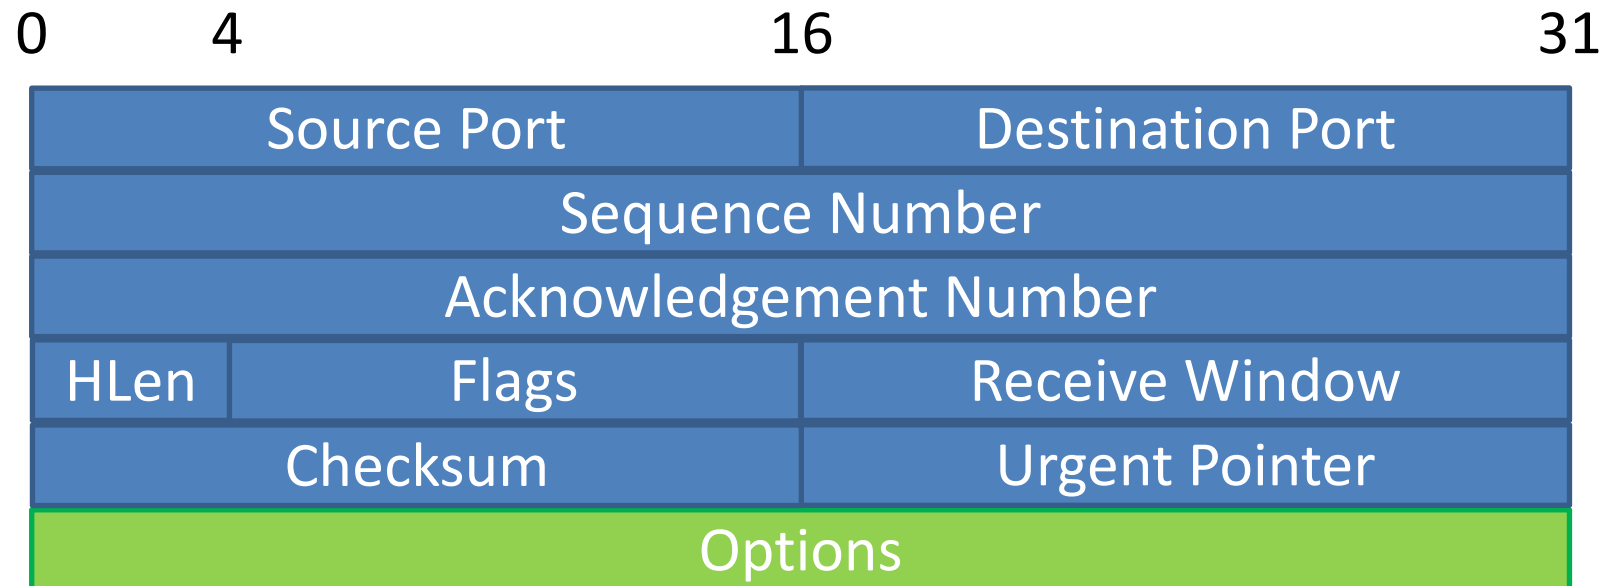 0 4 16 31
Source Port Destination Port
Sequence Number
Acknowledgement Number
HLen Flags Receive Window
Checksum Urgent Pointer
Options